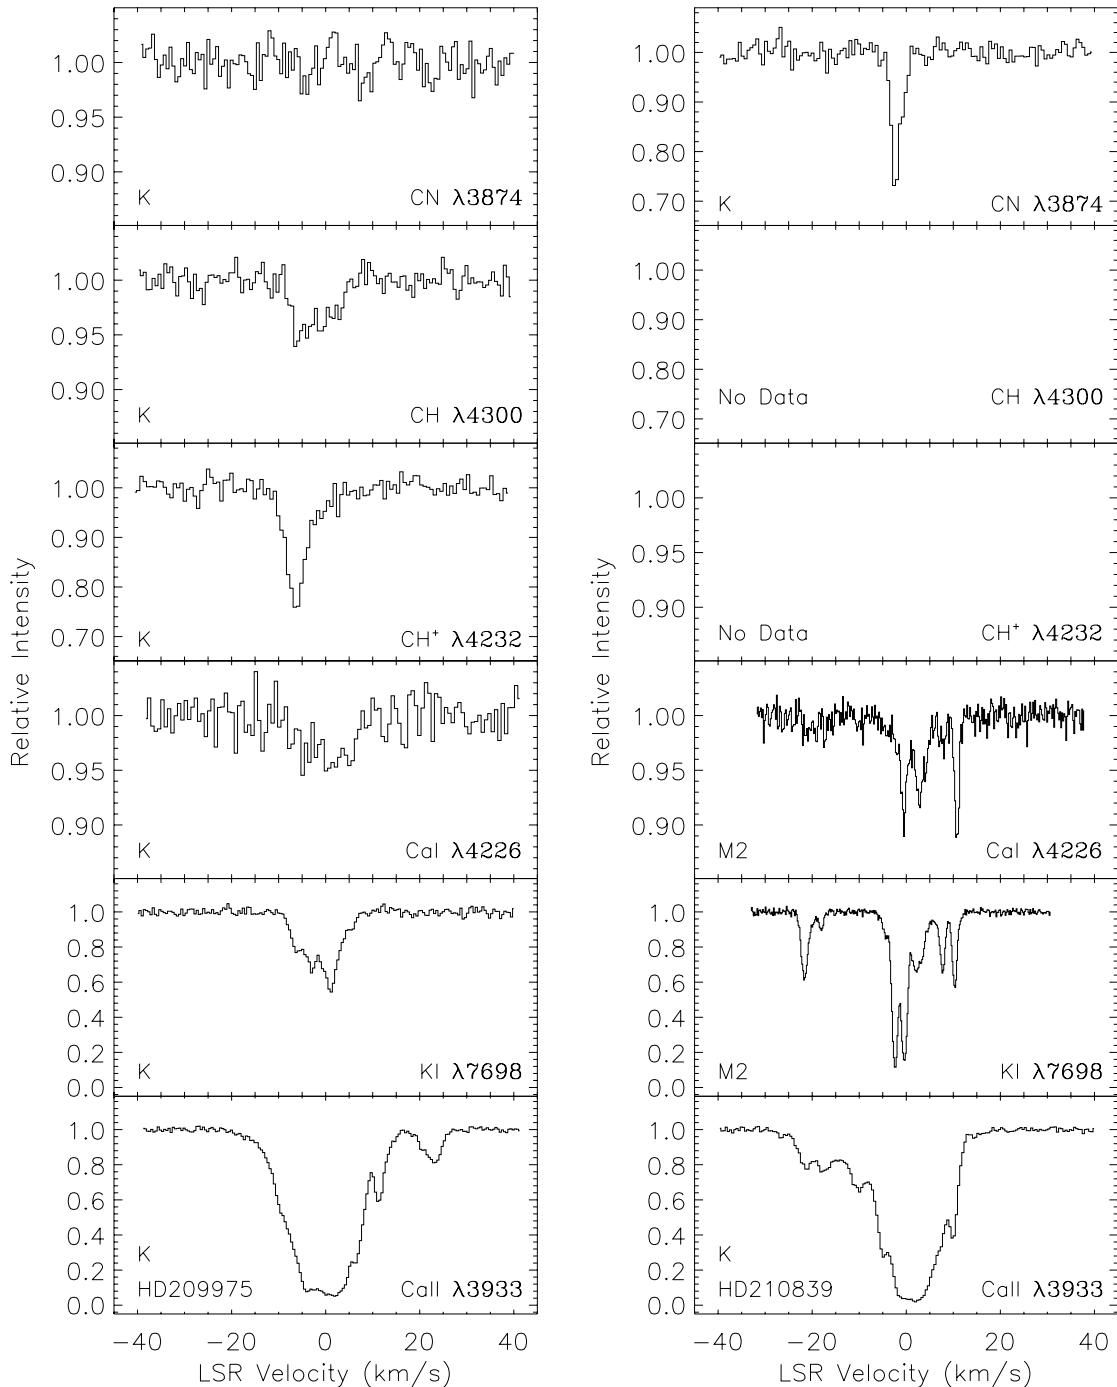 1.00
0.95
0.90
K
CN λ3874
1.00
0.95
0.90
K
CH λ4300
1.00
0.90
0.80
0.70
K
CH⁺ λ4232
1.00
0.95
0.90
K
CaI λ4226
1.0
0.8
0.6
0.4
0.2
0.0
K
KI λ7698
1.0
0.8
0.6
0.4
0.2
0.0
K
HD209975
CaII λ3933
−40 −20 0 20 40
LSR Velocity (km/s)
Relative Intensity
1.00
0.90
0.80
0.70
K
CN λ3874
1.00
0.90
0.80
0.70
No Data
CH λ4300
1.00
0.95
0.90
No Data
CH⁺ λ4232
1.00
0.95
0.90
M2
CaI λ4226
1.0
0.8
0.6
0.4
0.2
0.0
M2
KI λ7698
1.0
0.8
0.6
0.4
0.2
0.0
K
HD210839
CaII λ3933
−40 −20 0 20 40
LSR Velocity (km/s)
Relative Intensity